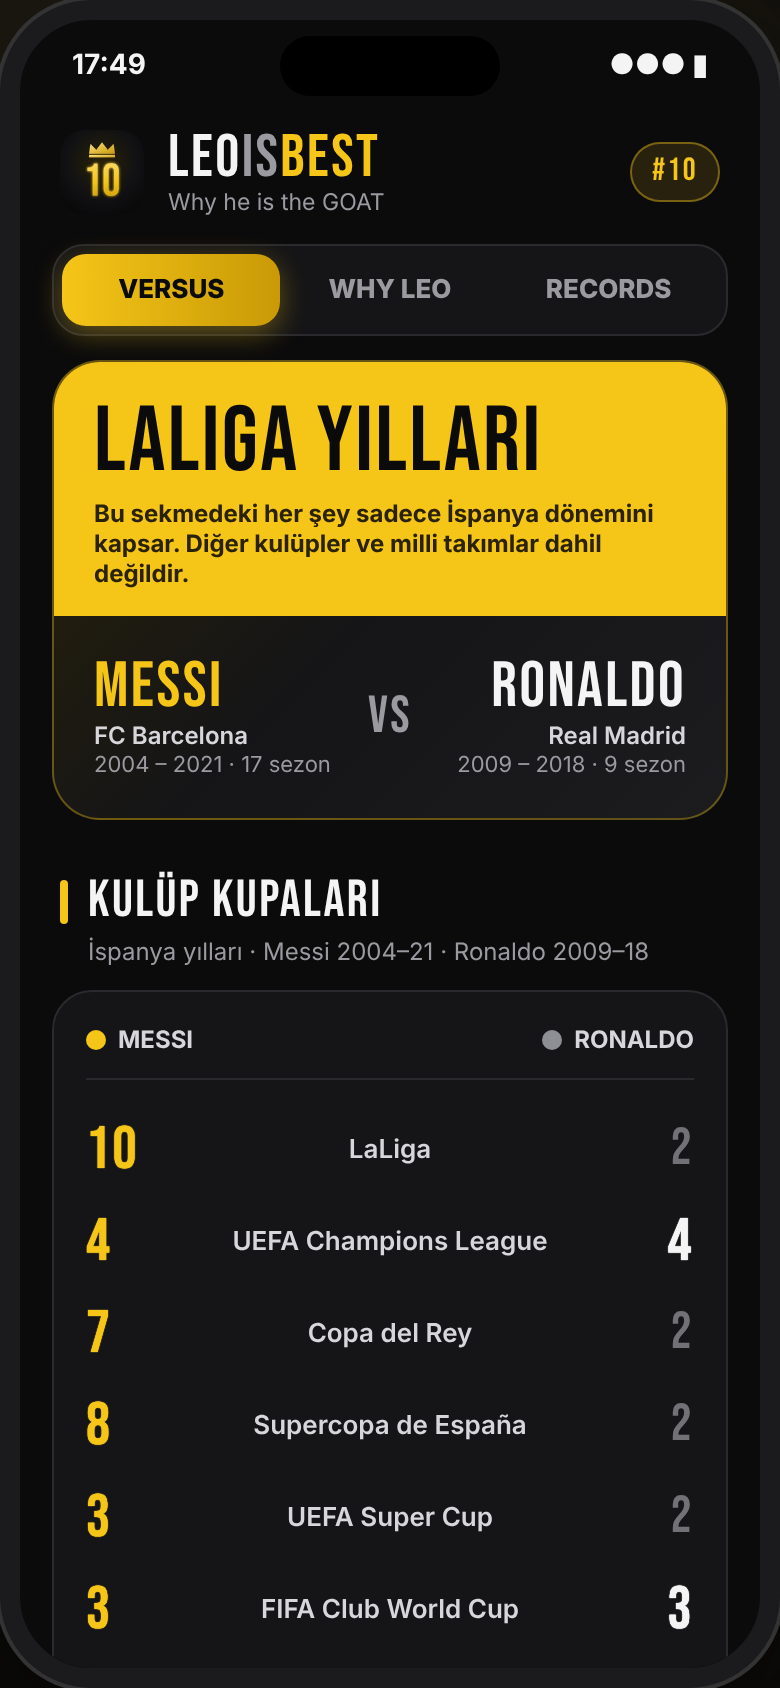 17:49
10
LEOISBEST
Why he is the GOAT
#10
VERSUS
WHY LEO
RECORDS
LALIGA YILLARI
Bu sekmedeki her şey sadece İspanya dönemini
kapsar. Diğer kulüpler ve milli takımlar dahil
değildir.
MESSI
FC Barcelona
2004 – 2021 · 17 sezon
VS
RONALDO
Real Madrid
2009 – 2018 · 9 sezon
KULÜP KUPALARI
İspanya yılları · Messi 2004–21 · Ronaldo 2009–18
MESSI
RONALDO
10 LaLiga 2
4 UEFA Champions League 4
7 Copa del Rey 2
8 Supercopa de España 2
3 UEFA Super Cup 2
3 FIFA Club World Cup 3